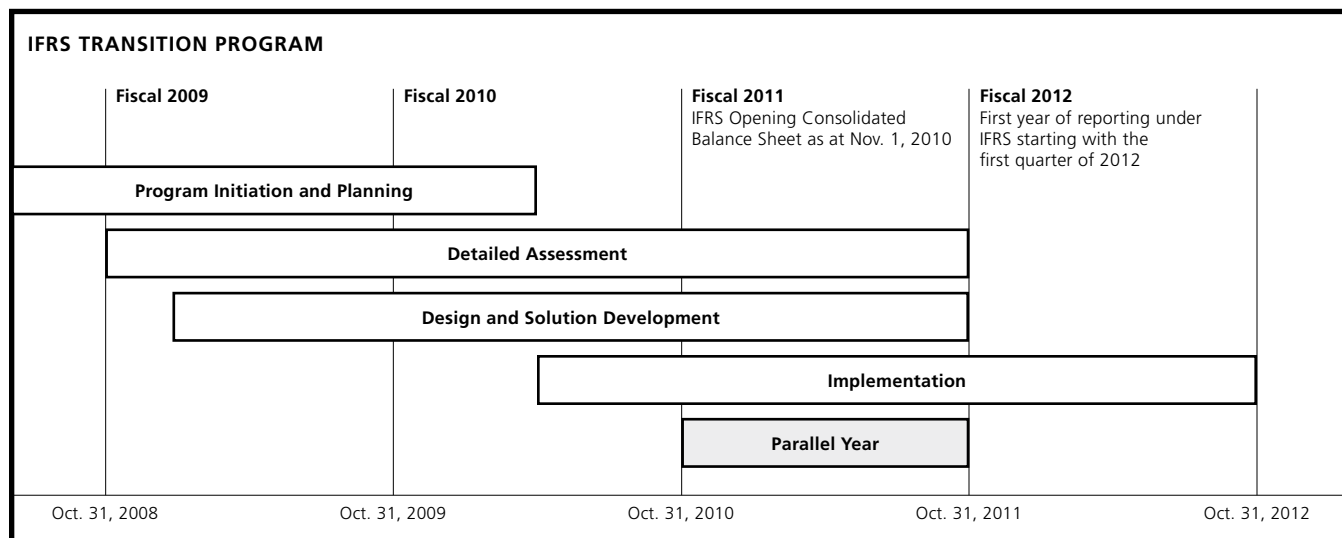 IFRS TRANSITION PROGRAM
Fiscal 2009
Fiscal 2010
Fiscal 2011
IFRS Opening Consolidated
Balance Sheet as at Nov. 1, 2010
Fiscal 2012
First year of reporting under
IFRS starting with the
first quarter of 2012
Program Initiation and Planning
Detailed Assessment
Design and Solution Development
Implementation
Parallel Year
Oct. 31, 2008
Oct. 31, 2009
Oct. 31, 2010
Oct. 31, 2011
Oct. 31, 2012